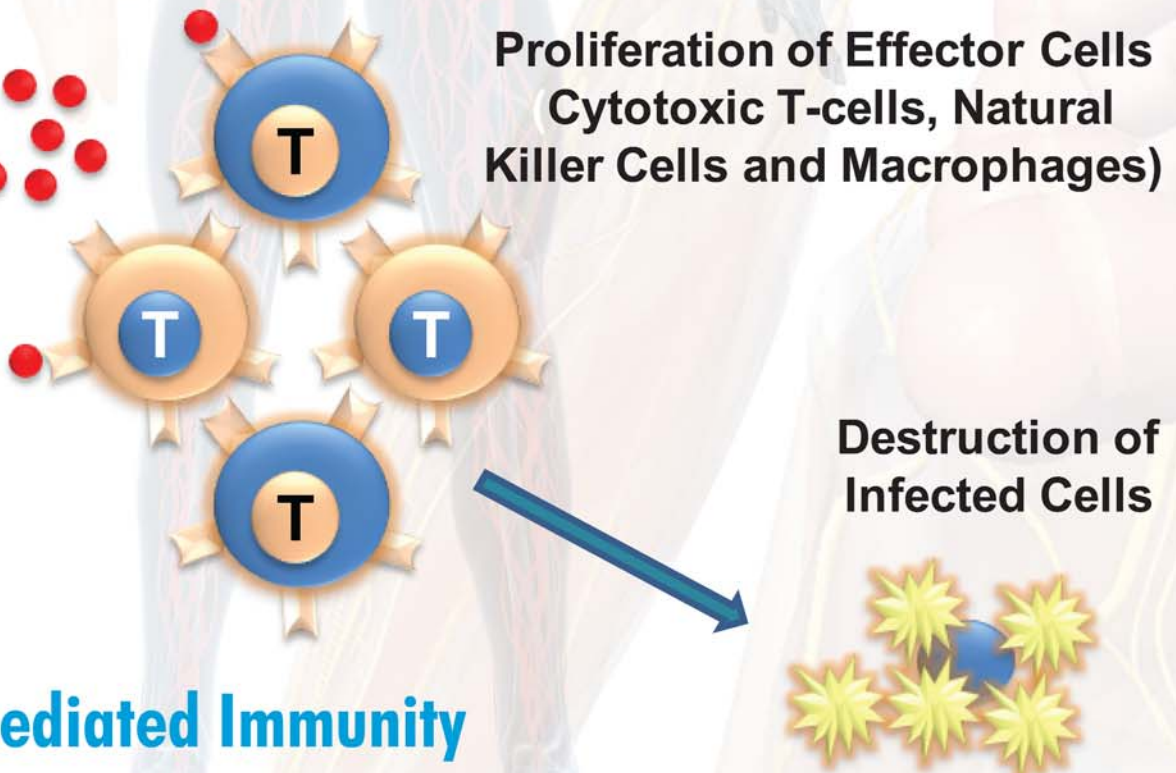 Proliferation of Effector Cells
(Cytotoxic T-cells, Natural
Killer Cells and Macrophages)
T
T
T
T
Destruction of
Infected Cells
ediated Immunity